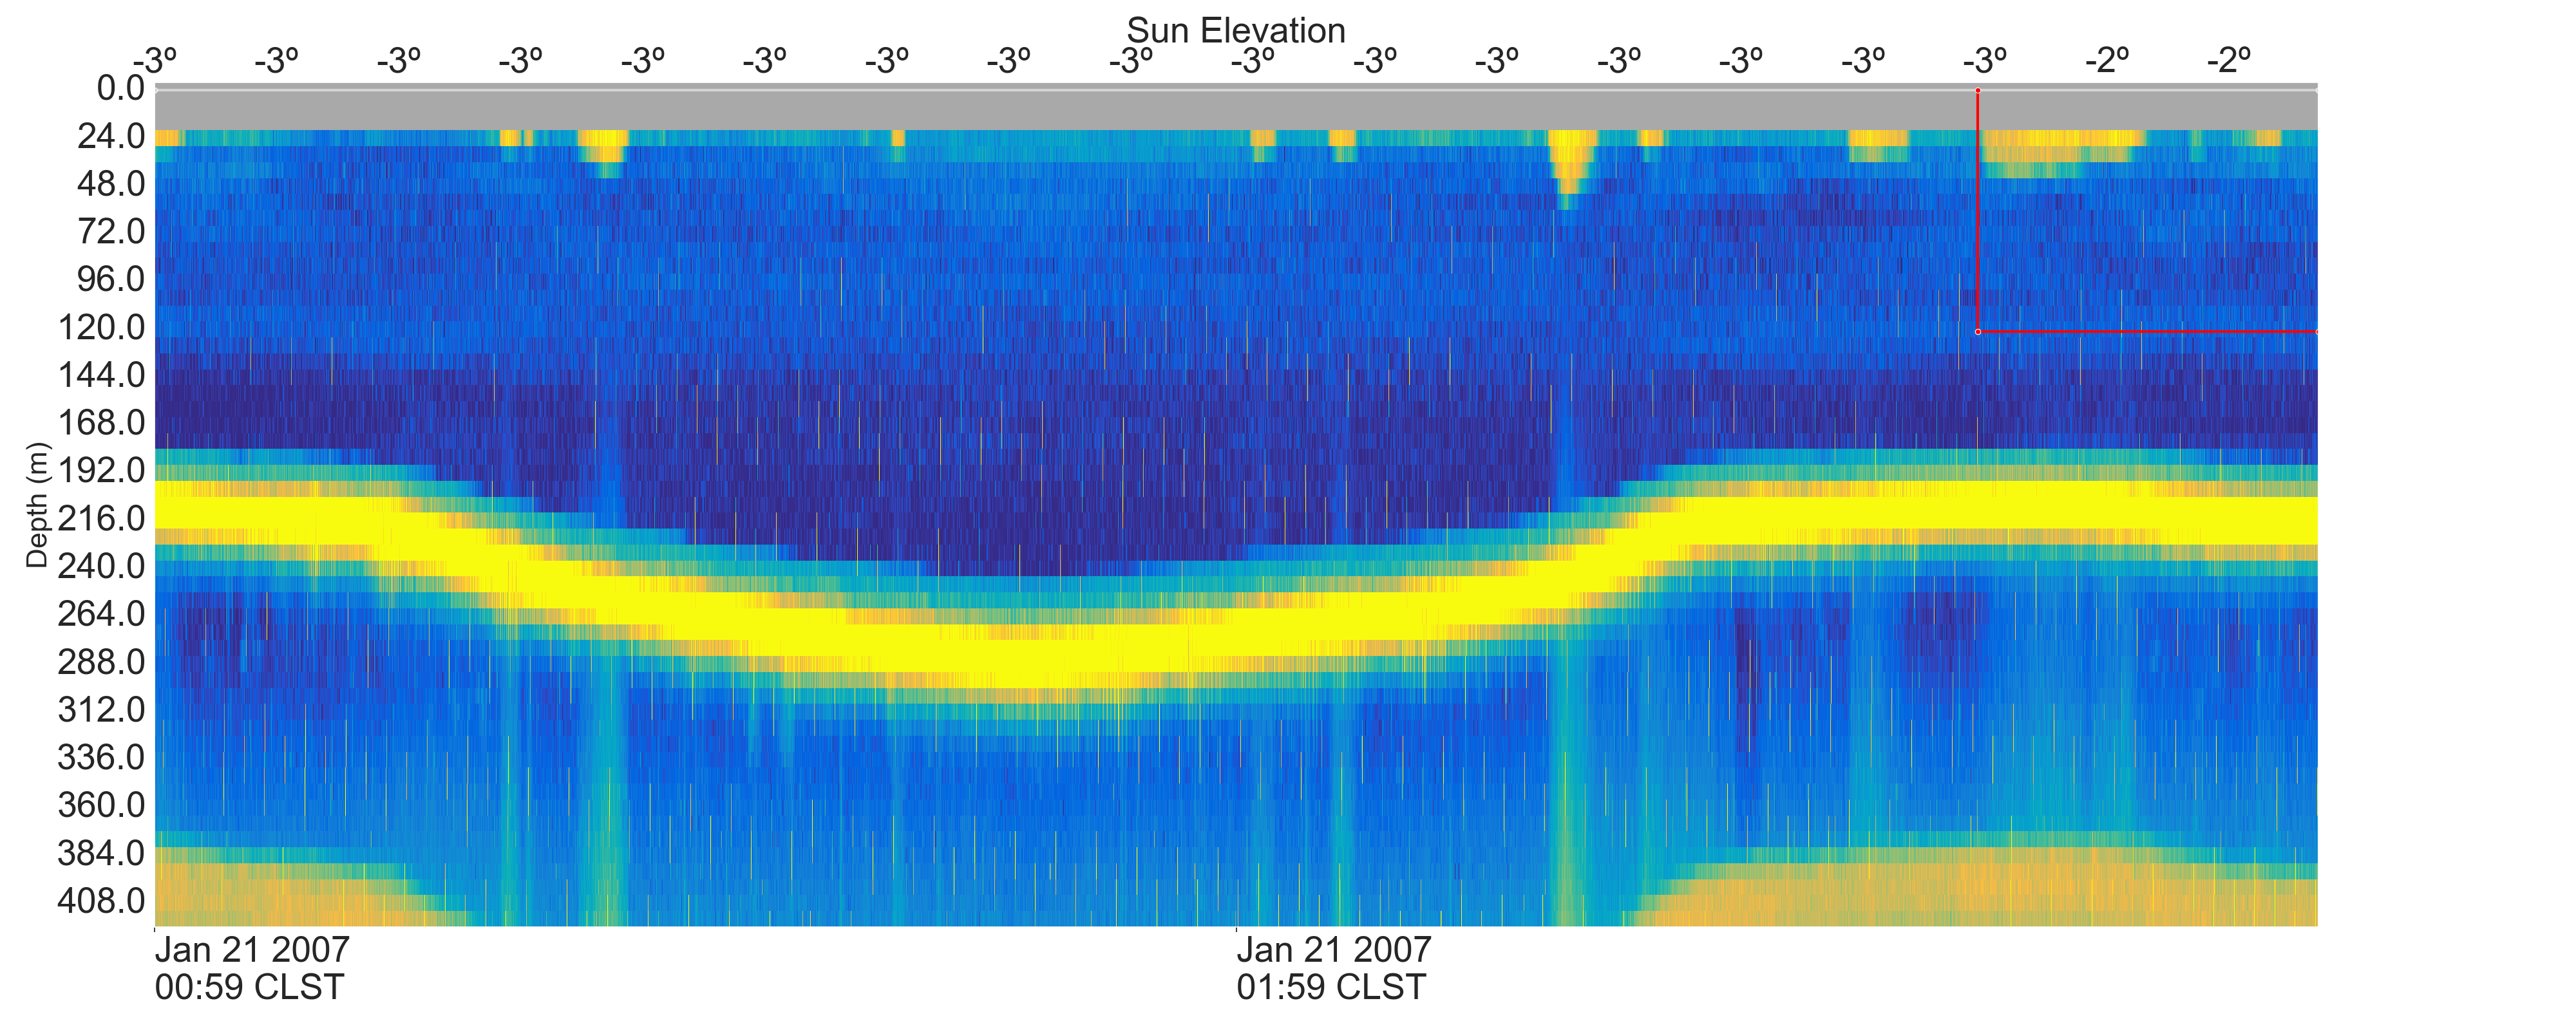 Sun Elevation
-3º -3º -3º -3º -3º -3º -3º -3º -3º -3º -3º -3º -3º -3º -3º -3º -2º -2º
0.0
24.0
48.0
72.0
96.0
120.0
144.0
168.0
192.0
216.0
240.0
264.0
288.0
312.0
336.0
360.0
384.0
408.0
Depth (m)
Jan 21 2007
00:59 CLST
Jan 21 2007
01:59 CLST